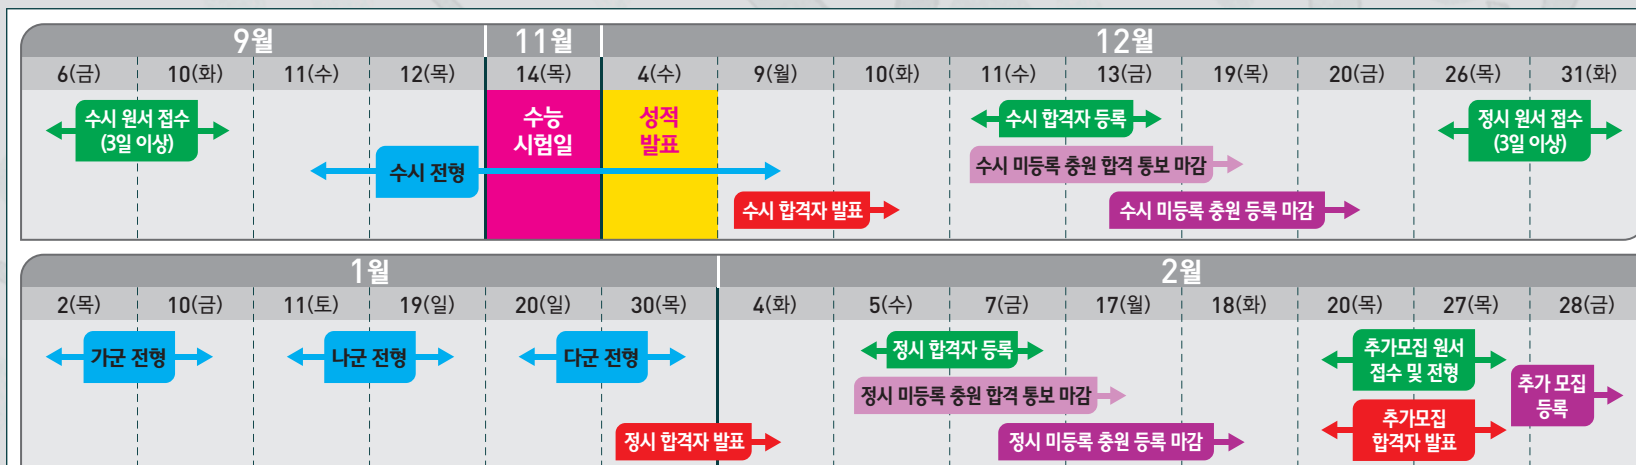 9월 11월 12월
6(금) 10(화) 11(수) 12(목) 14(목) 4(수) 9(월) 10(화) 11(수) 13(금) 19(목) 20(금) 26(목) 31(화)
수시 원서 접수
(3일 이상)
수시 전형
수능
시험일
성적
발표
수시 합격자 발표
수시 합격자 등록
수시 미등록 충원 합격 통보 마감
수시 미등록 충원 등록 마감
정시 원서 접수
(3일 이상)
1월 2월
2(목) 10(금) 11(토) 19(일) 20(일) 30(목) 4(화) 5(수) 7(금) 17(월) 18(화) 20(목) 27(목) 28(금)
가군 전형
나군 전형
다군 전형
정시 합격자 발표
정시 합격자 등록
정시 미등록 충원 합격 통보 마감
정시 미등록 충원 등록 마감
추가모집 원서
접수 및 전형
추가모집
합격자 발표
추가 모집
등록